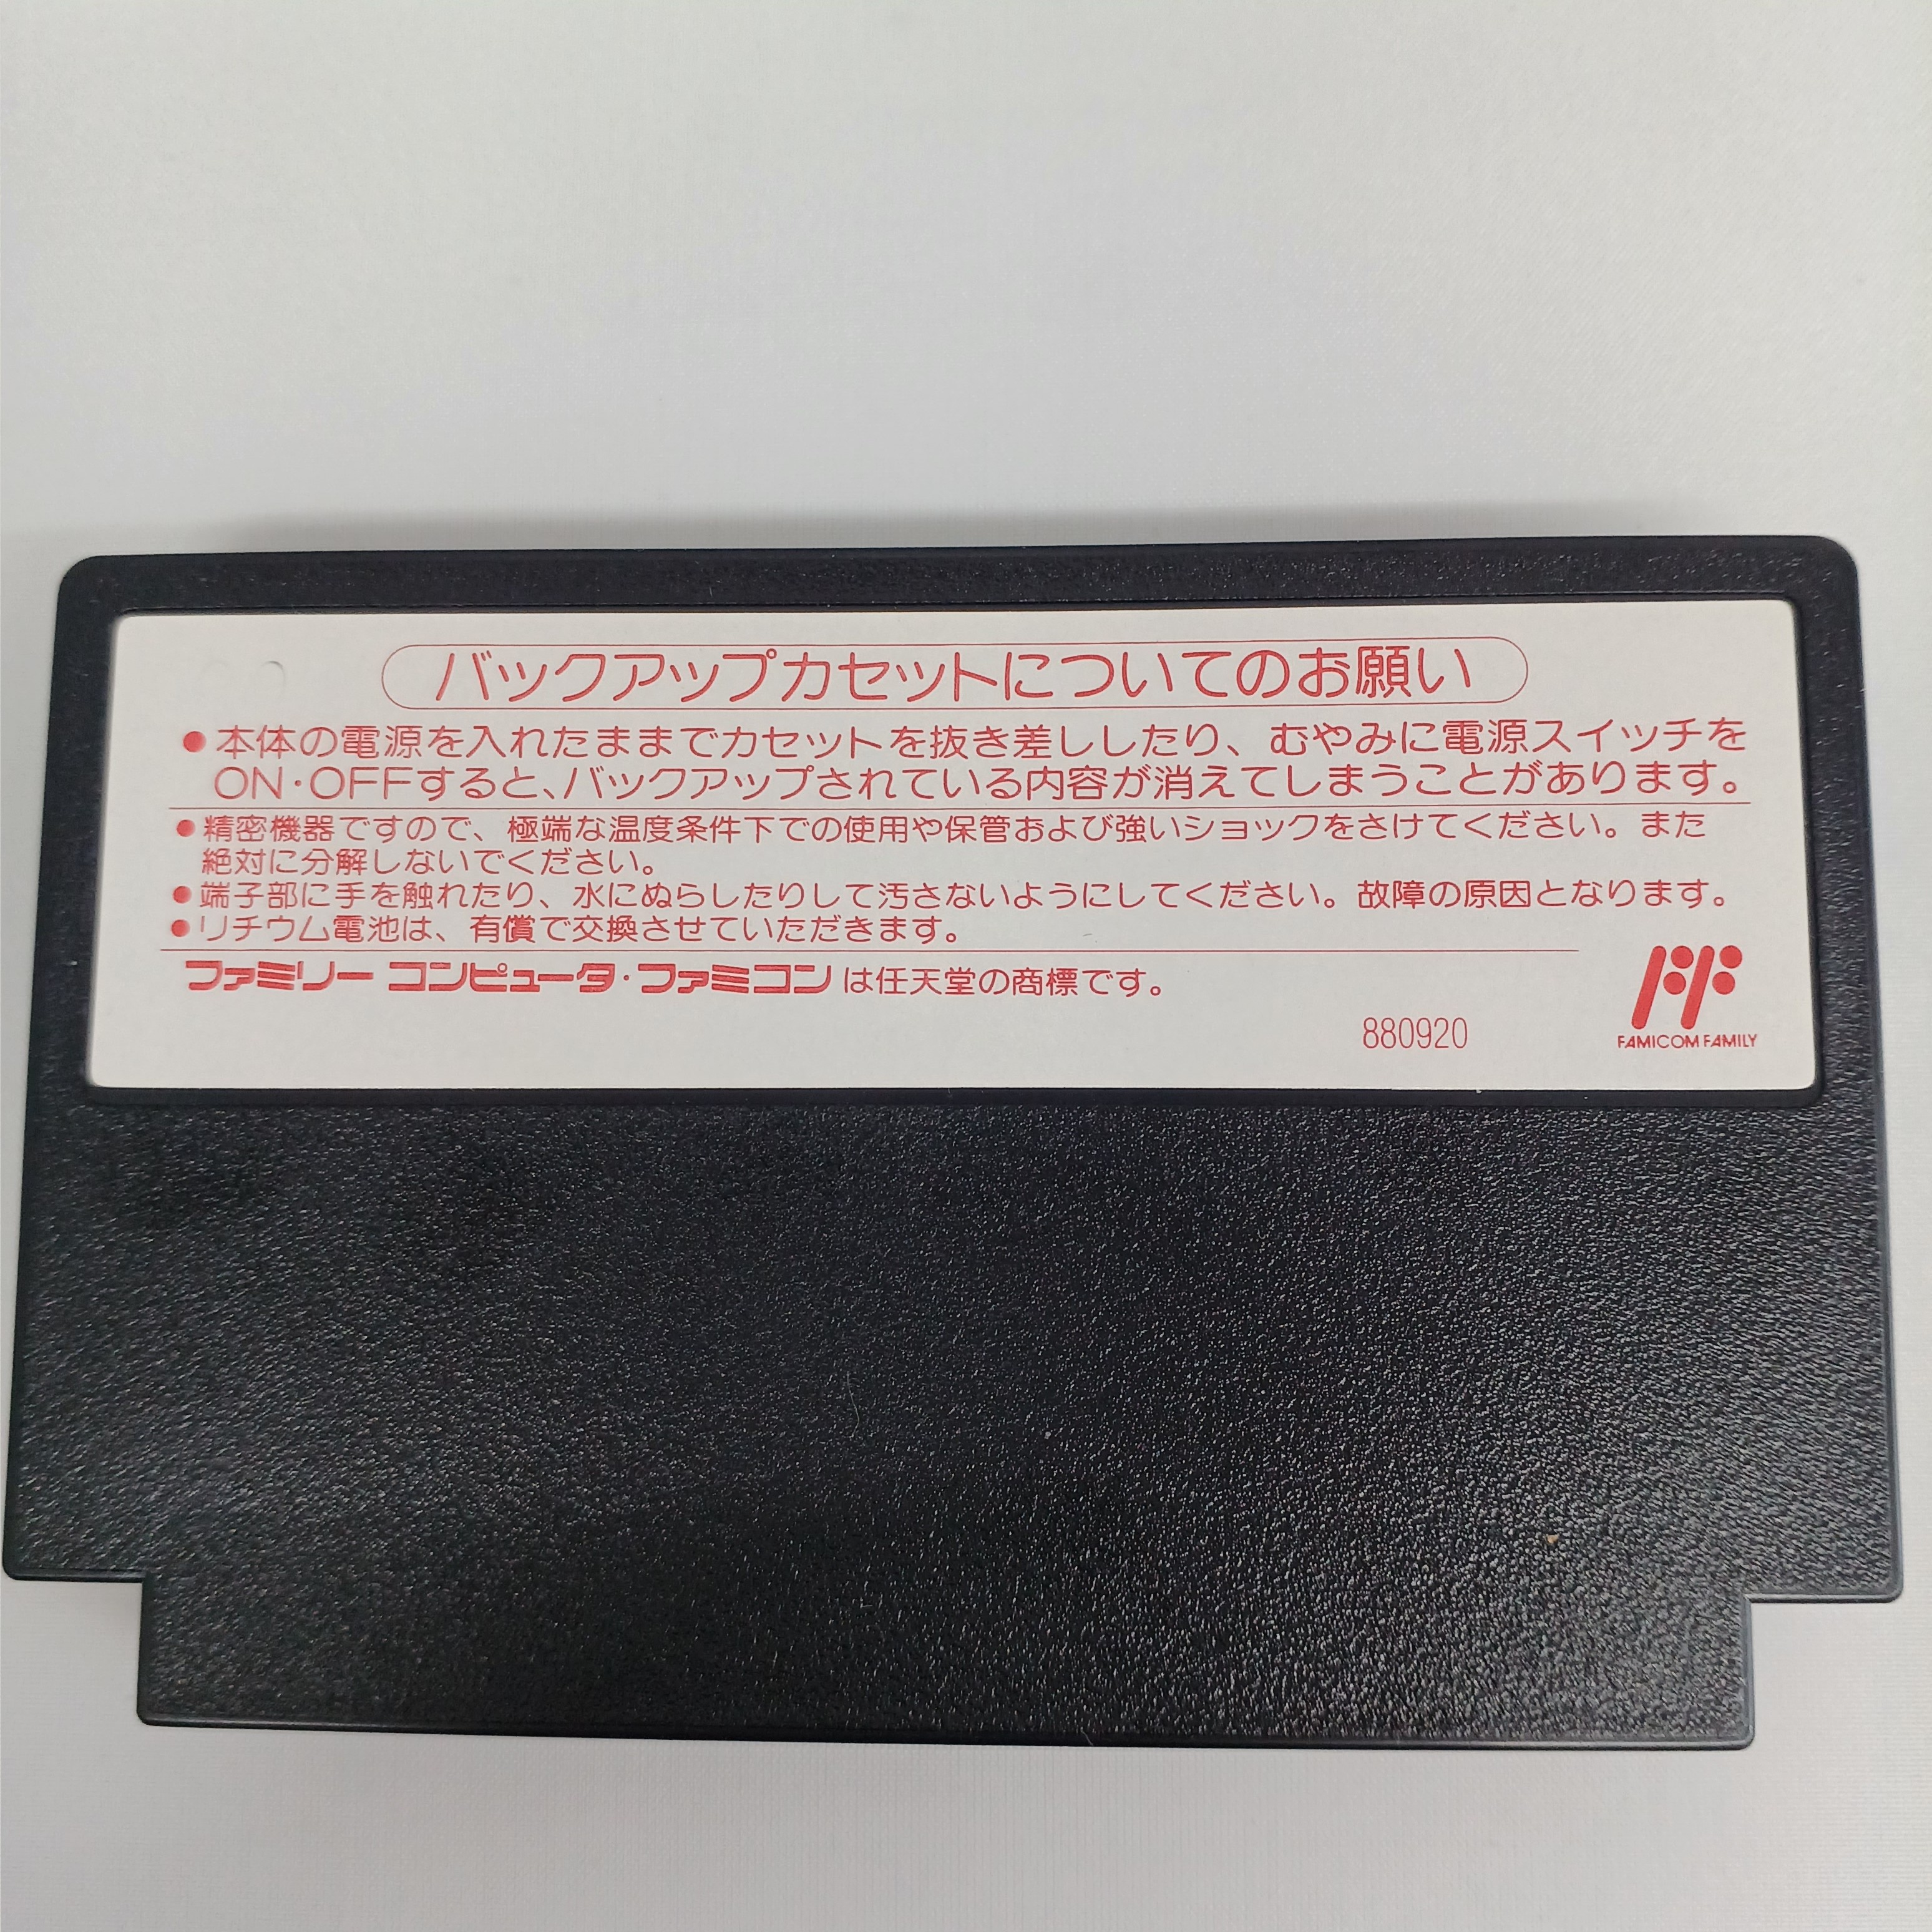 バックアップカセットについてのお願い
●本体の電源を入れたままでカセットを抜き差ししたり、むやみに電源スイッチを
ON・OFFすると、バックアップされている内容が消えてしまうことがあります。
●精密機器ですので、極端な温度条件下での使用や保管および強いショックをさけてください。また
絶対に分解しないでください。
●端子部に手を触れたり、水にぬらしたりして汚さないようにしてください。故障の原因となります。
●リチウム電池は、有償で交換させていただきます。
ファミリー コンピュータ・ファミコンは任天堂の商標です。
880920
FAMICOM FAMILY